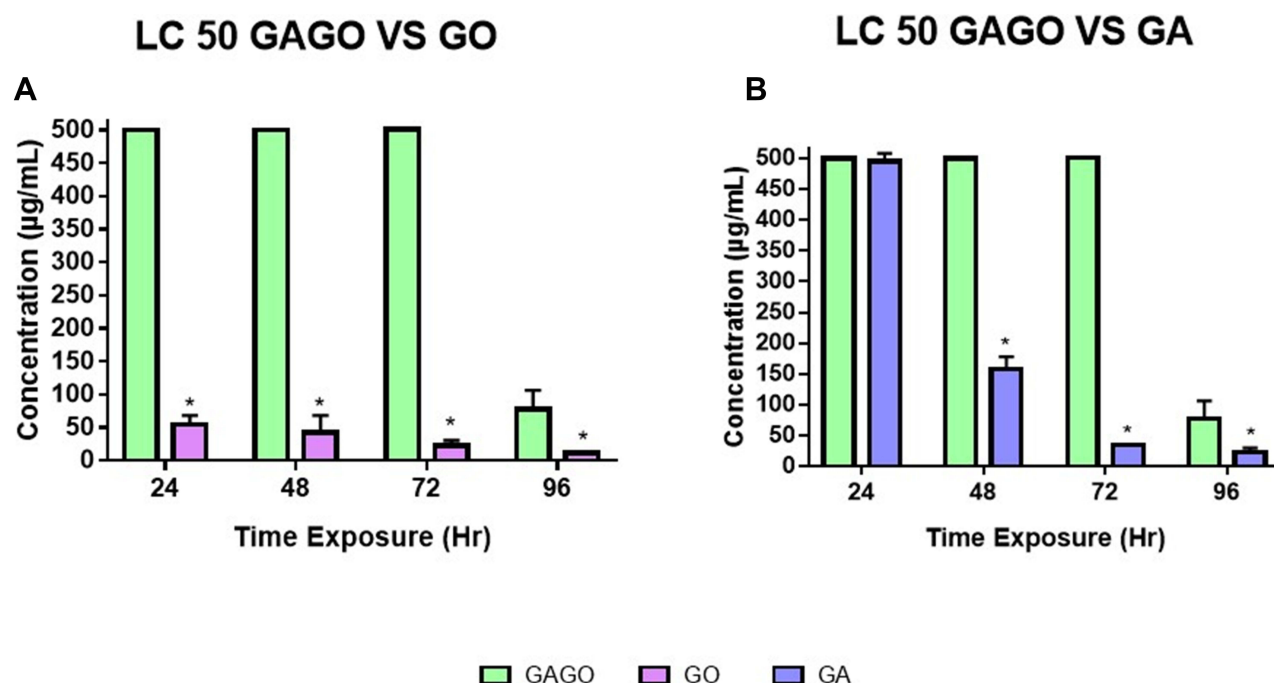 LC 50 GAGO VS GO
A
Concentration (µg/mL)
500
450
400
350
300
250
200
150
100
50
0
* * * *
24 48 72 96
Time Exposure (Hr)
LC 50 GAGO VS GA
B
Concentration (µg/mL)
500
450
400
350
300
250
200
150
100
50
0
* * *
24 48 72 96
Time Exposure (Hr)
GAGO GO GA